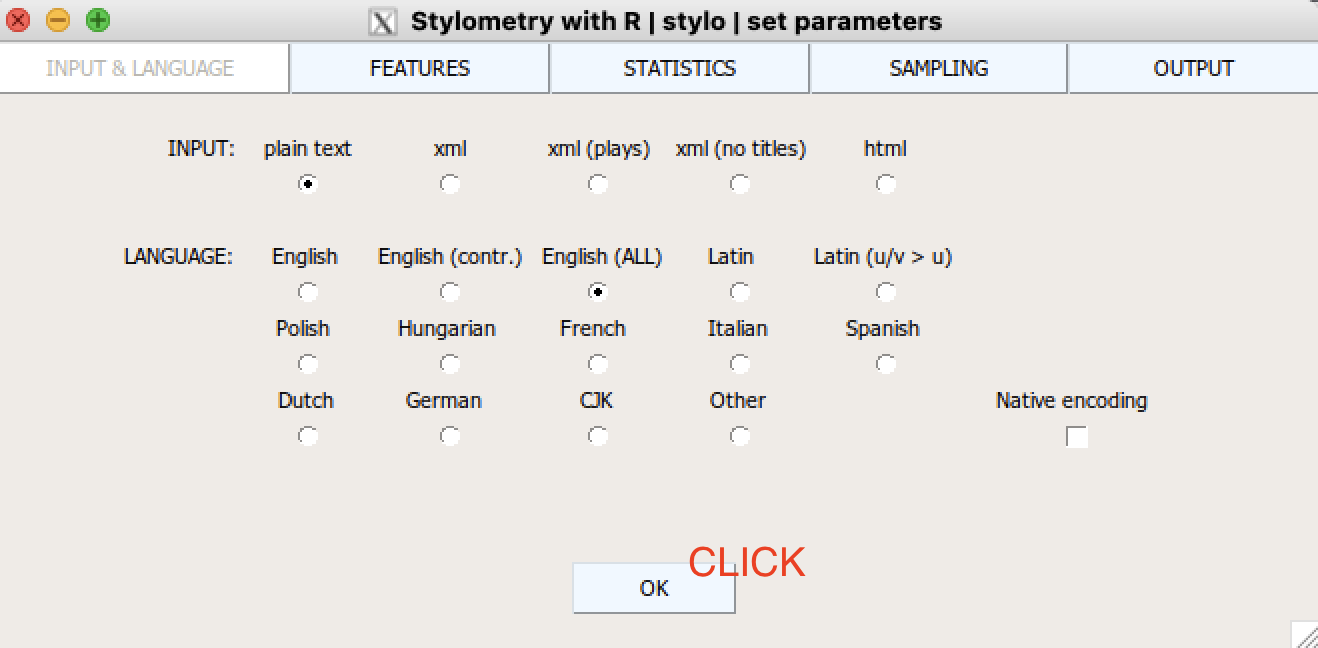 Stylometry with R | stylo | set parameters
INPUT & LANGUAGE FEATURES STATISTICS SAMPLING OUTPUT
INPUT: plain text xml xml (plays) xml (no titles) html
LANGUAGE: English English (contr.) English (ALL) Latin Latin (u/v > u)
Polish Hungarian French Italian Spanish
Dutch German CJK Other Native encoding
CLICK
OK